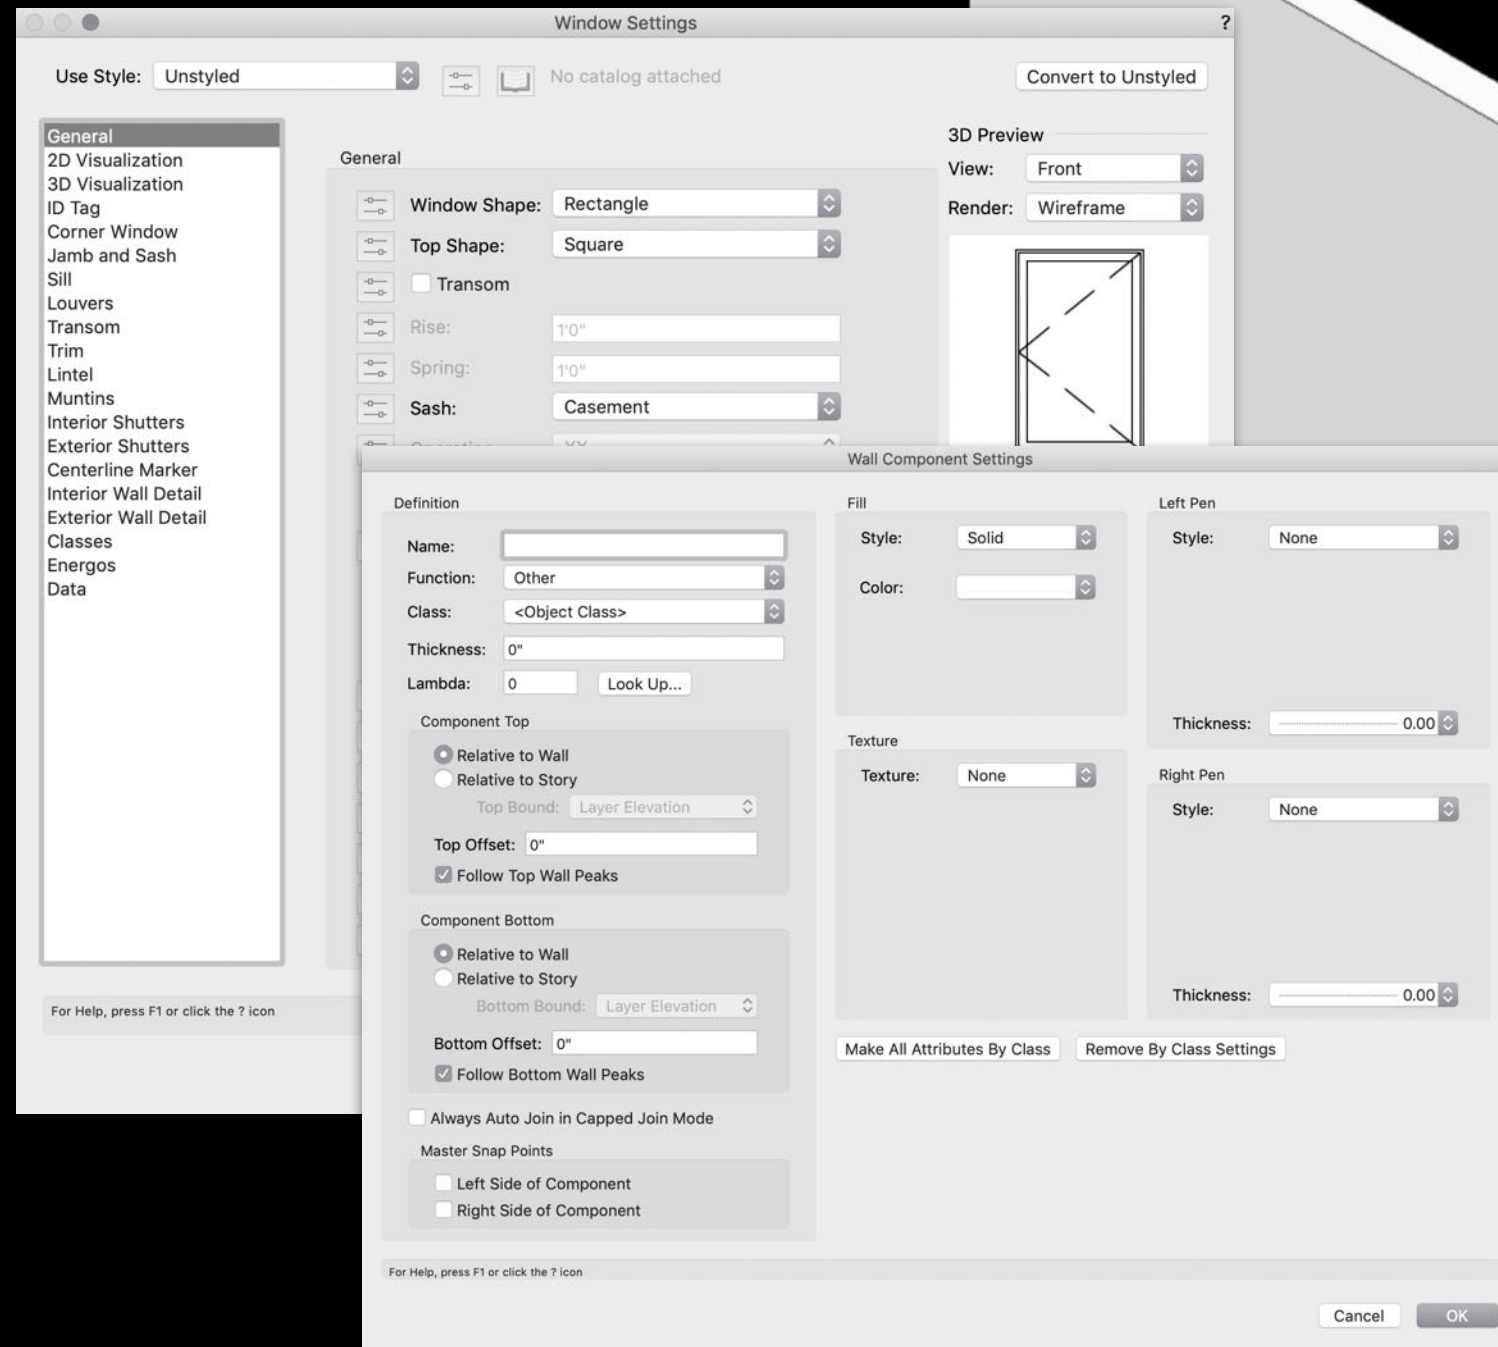 Window Settings
?
Use Style: Unstyled
No catalog attached
Convert to Unstyled
General
2D Visualization
3D Visualization
ID Tag
Corner Window
Jamb and Sash
Sill
Louvers
Transom
Trim
Lintel
Muntins
Interior Shutters
Exterior Shutters
Centerline Marker
Interior Wall Detail
Exterior Wall Detail
Classes
Energos
Data
General
Window Shape: Rectangle
Top Shape: Square
Transom
Rise: 1'0"
Spring: 1'0"
Sash: Casement
3D Preview
View: Front
Render: Wireframe
For Help, press F1 or click the ? icon
Wall Component Settings
Definition
Name:
Function: Other
Class: <Object Class>
Thickness: 0"
Lambda: 0 Look Up...
Component Top
Relative to Wall
Relative to Story
Top Bound: Layer Elevation
Top Offset: 0"
Follow Top Wall Peaks
Component Bottom
Relative to Wall
Relative to Story
Bottom Bound: Layer Elevation
Bottom Offset: 0"
Follow Bottom Wall Peaks
Always Auto Join in Capped Join Mode
Master Snap Points
Left Side of Component
Right Side of Component
Fill
Style: Solid
Color:
Texture
Texture: None
Left Pen
Style: None
Thickness: 0.00
Right Pen
Style: None
Thickness: 0.00
Make All Attributes By Class
Remove By Class Settings
For Help, press F1 or click the ? icon
Cancel
OK